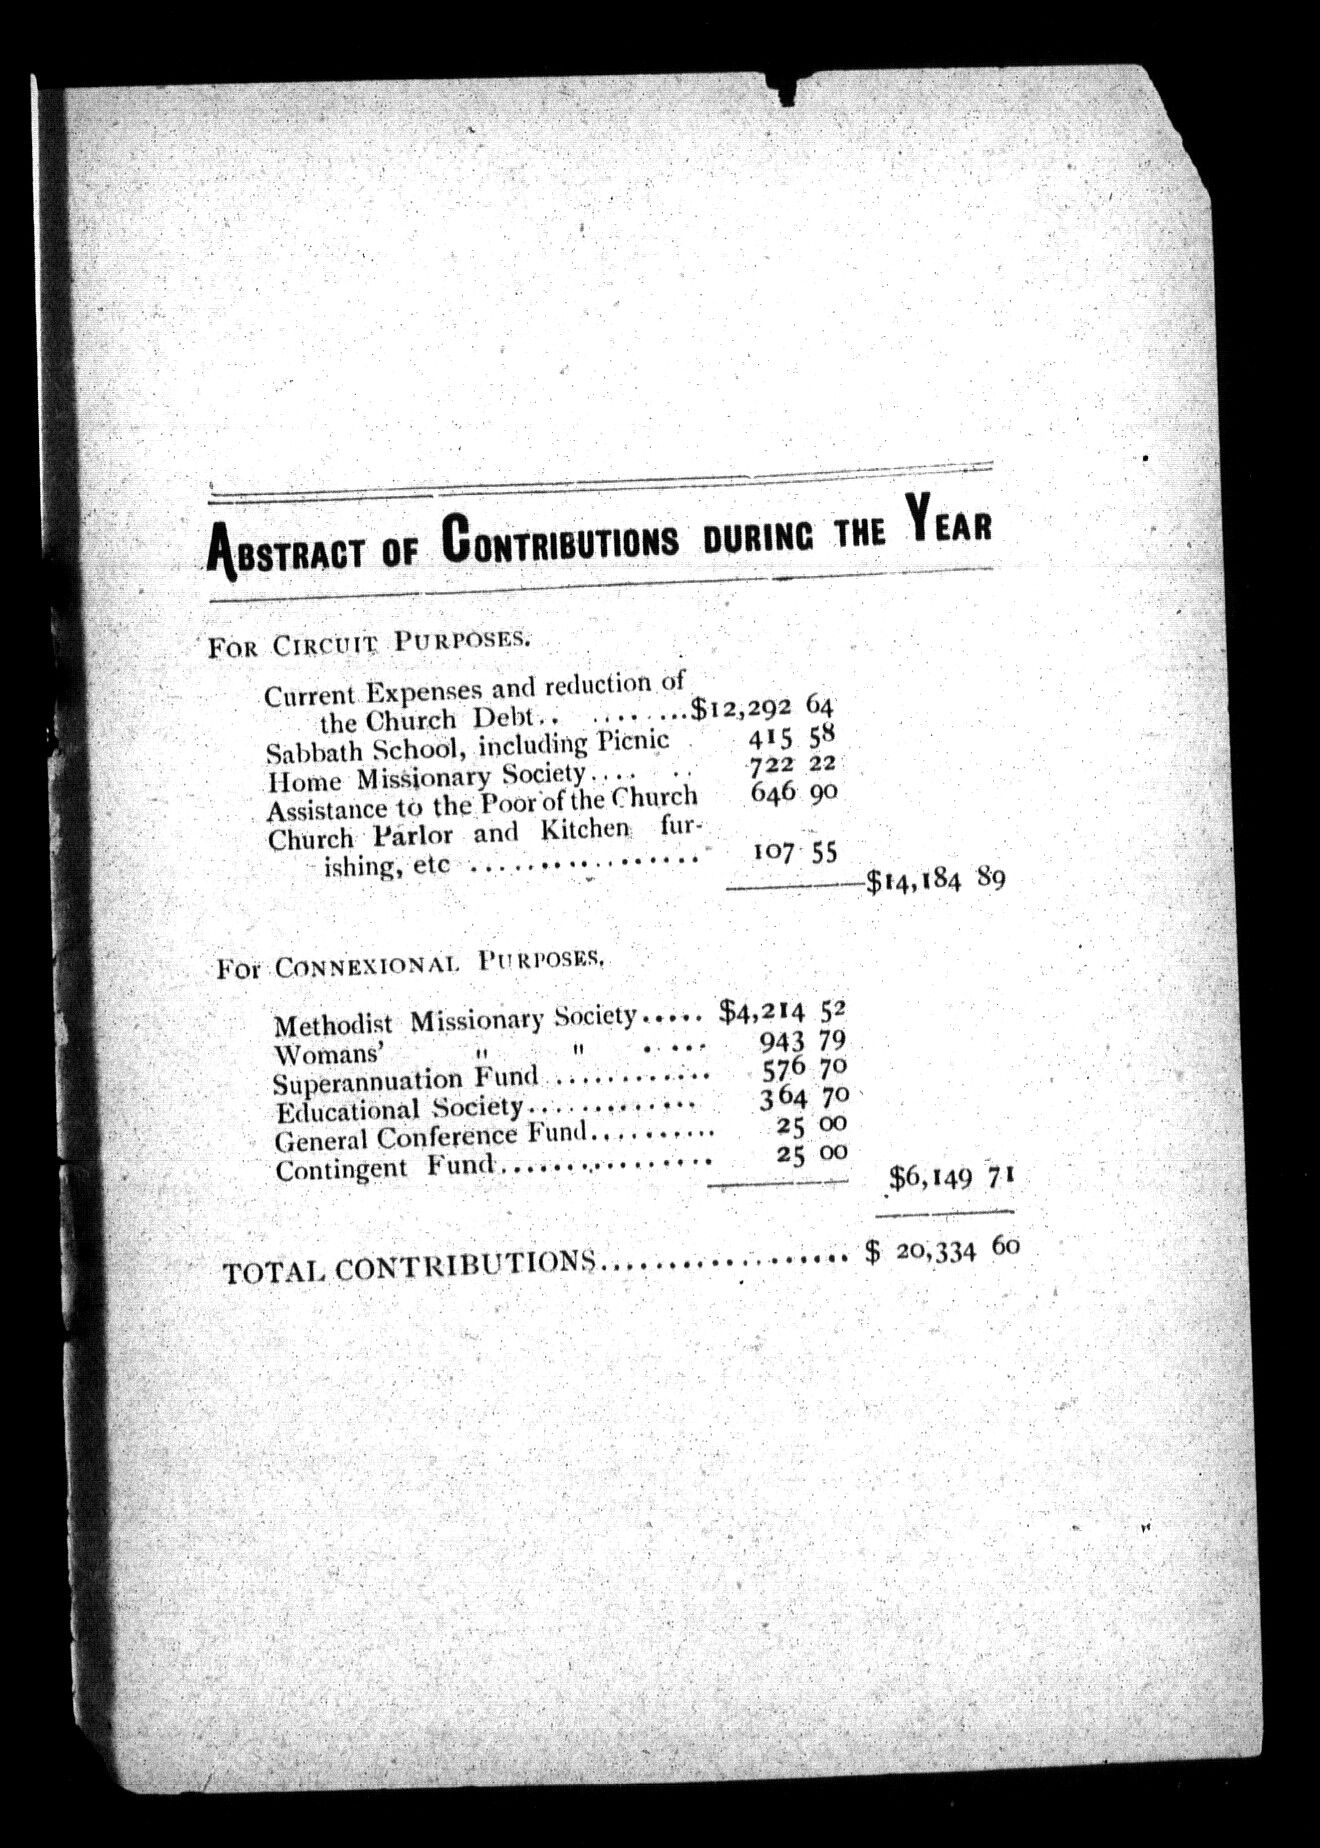 ABSTRACT OF CONTRIBUTIONS DURING THE YEAR
FOR CIRCUIT PURPOSES.
Current Expenses and reduction of
the Church Debt.. ........$12,292 64
Sabbath School, including Picnic 415 58
Home Missionary Society.... .. 722 22
Assistance to the Poor of the Church 646 90
Church Parlor and Kitchen fur-
ishing, etc ................. 107 55
$14,184 89
For CONNEXIONAL PURPOSES.
Methodist Missionary Society..... $4,214 52
Womans' " " ..... 943 79
Superannuation Fund ............ 576 70
Educational Society............. 364 70
General Conference Fund.......... 25 00
Contingent Fund................ 25 00
$6,149 71
TOTAL CONTRIBUTIONS.................. $ 20,334 60